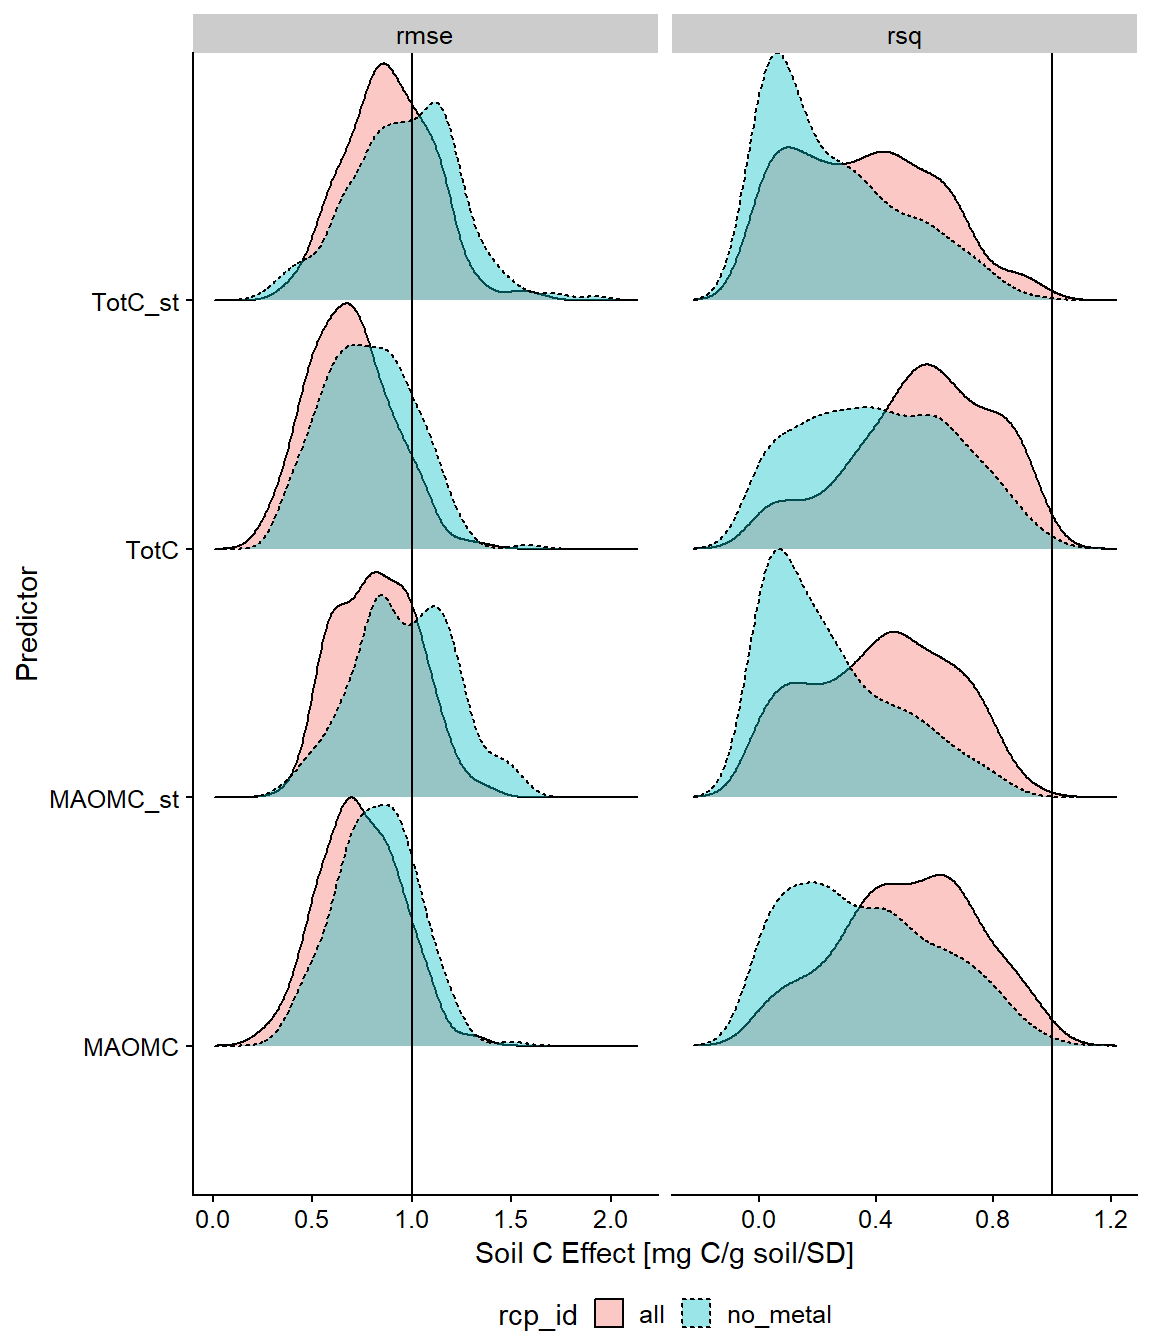 rmse rsq
TotC_st
TotC
MAOMC_st
MAOMC
Predictor
0.0 0.5 1.0 1.5 2.0 0.0 0.4 0.8 1.2
Soil C Effect [mg C/g soil/SD]
rcp_id all no_metal